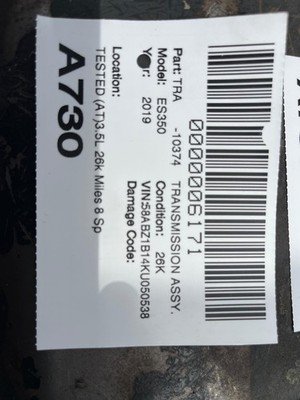 0000006171
Part: TRA -10374 TRANSMISSION ASSY.
Model: ES350 Condition: 26K
Year: 2019 VIN:58ABZ1B14KU050538
Damage Code:
Location:
TESTED (AT)3.5L 26k Miles 8 Sp
A730